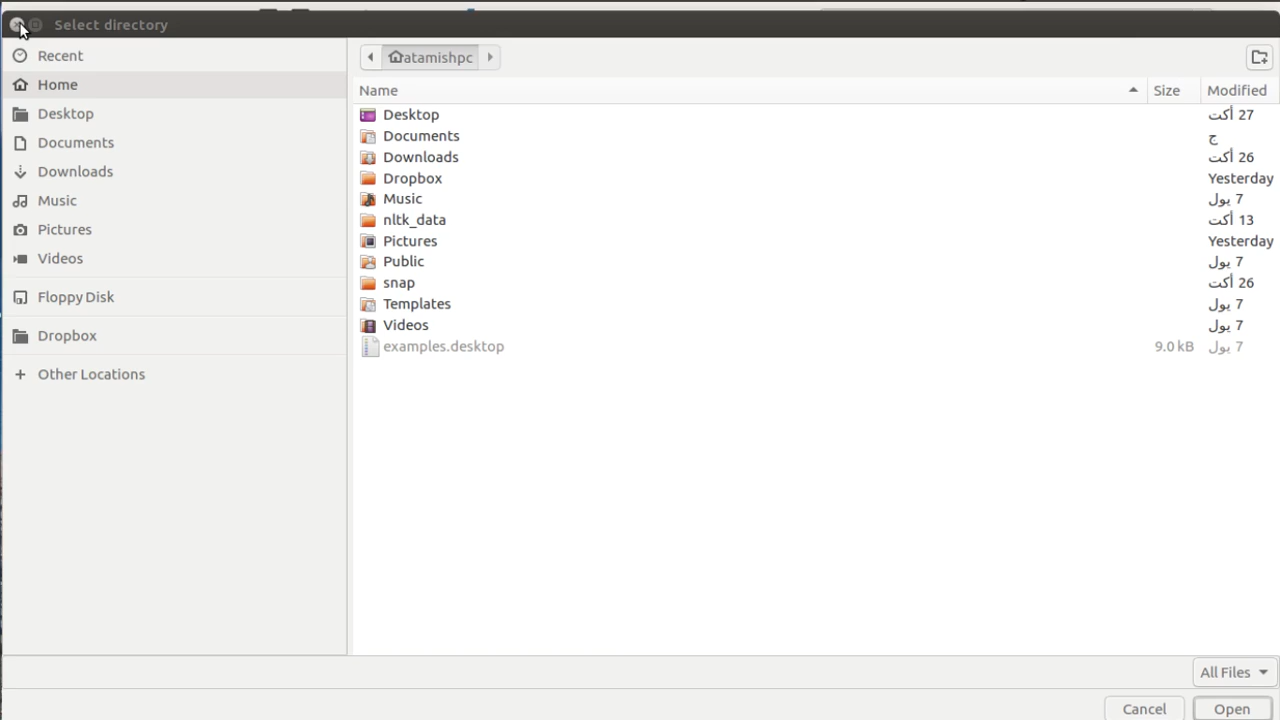 Select directory
Recent
Home
Desktop
Documents
Downloads
Music
Pictures
Videos
Floppy Disk
Dropbox
Other Locations
atamishpc
Name Size Modified
Desktop 27 أكت
Documents ج
Downloads 26 أكت
Dropbox Yesterday
Music 7 يول
nltk_data 13 أكت
Pictures Yesterday
Public 7 يول
snap 26 أكت
Templates 7 يول
Videos 7 يول
examples.desktop 9.0 kB 7 يول
All Files
Cancel Open